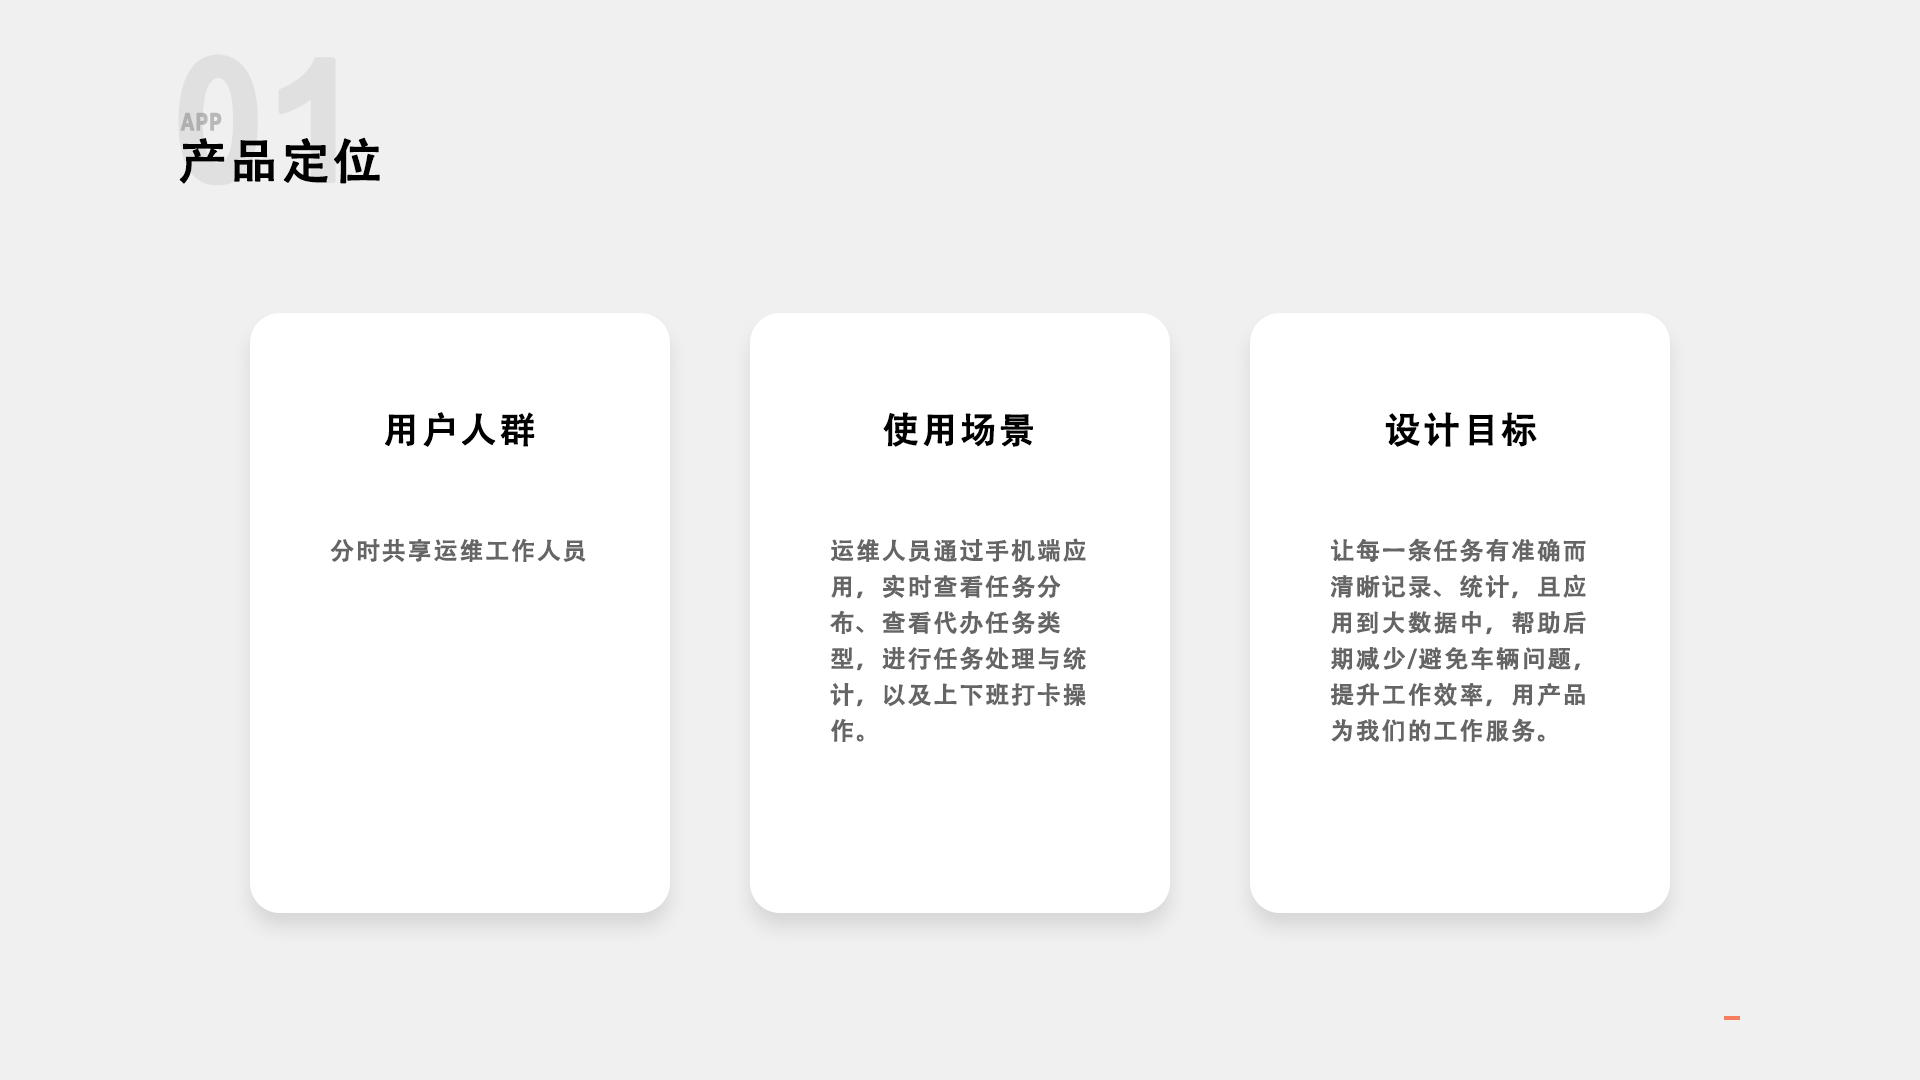 01
APP
产品定位
用户人群
分时共享运维工作人员
使用场景
运维人员通过手机端应
用，实时查看任务分
布、查看代办任务类
型，进行任务处理与统
计，以及上下班打卡操
作。
设计目标
让每一条任务有准确而
清晰记录、统计，且应
用到大数据中，帮助后
期减少/避免车辆问题，
提升工作效率，用产品
为我们的工作服务。